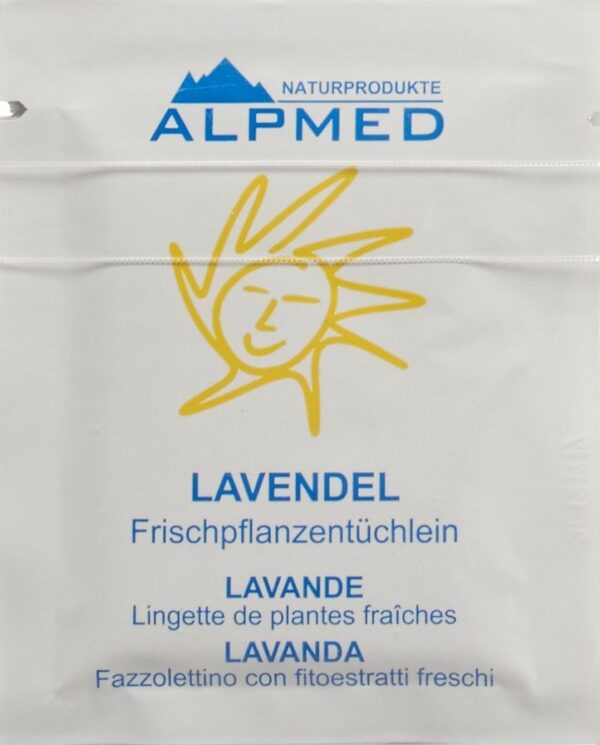 NATURPRODUKTE
ALPMED
LAVENDEL
Frischpflanzentüchlein
LAVANDE
Lingette de plantes fraîches
LAVANDA
Fazzolettino con fitoestratti freschi